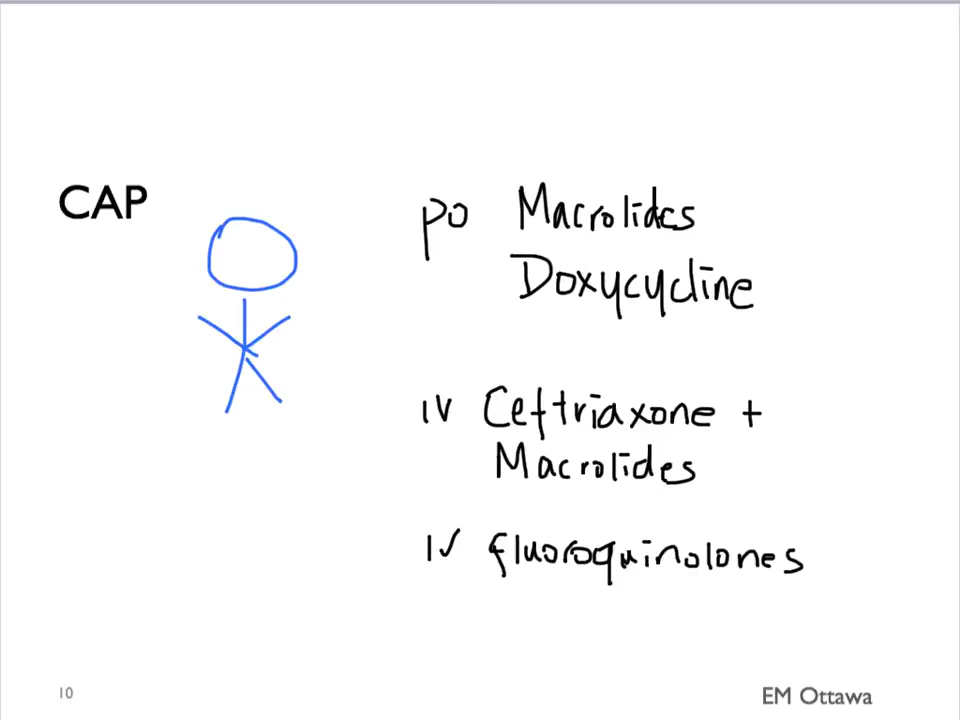 CAP
po Macrolides
Doxycycline
IV Ceftriaxone +
Macrolides
IV fluoroquinolones
10
EM Ottawa